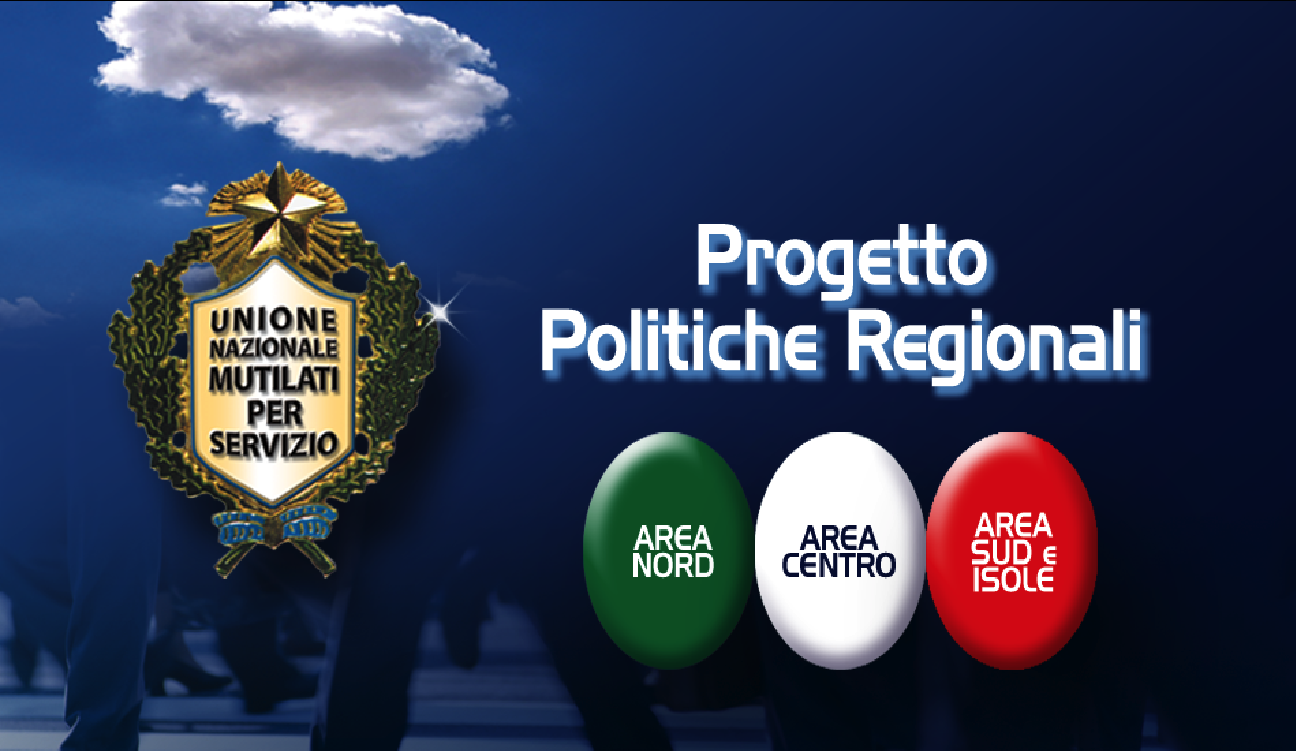 UNIONE
NAZIONALE
MUTILATI
PER
SERVIZIO
Progetto
Politiche Regionali
AREA
NORD
AREA
CENTRO
AREA
SUD e
ISOLE